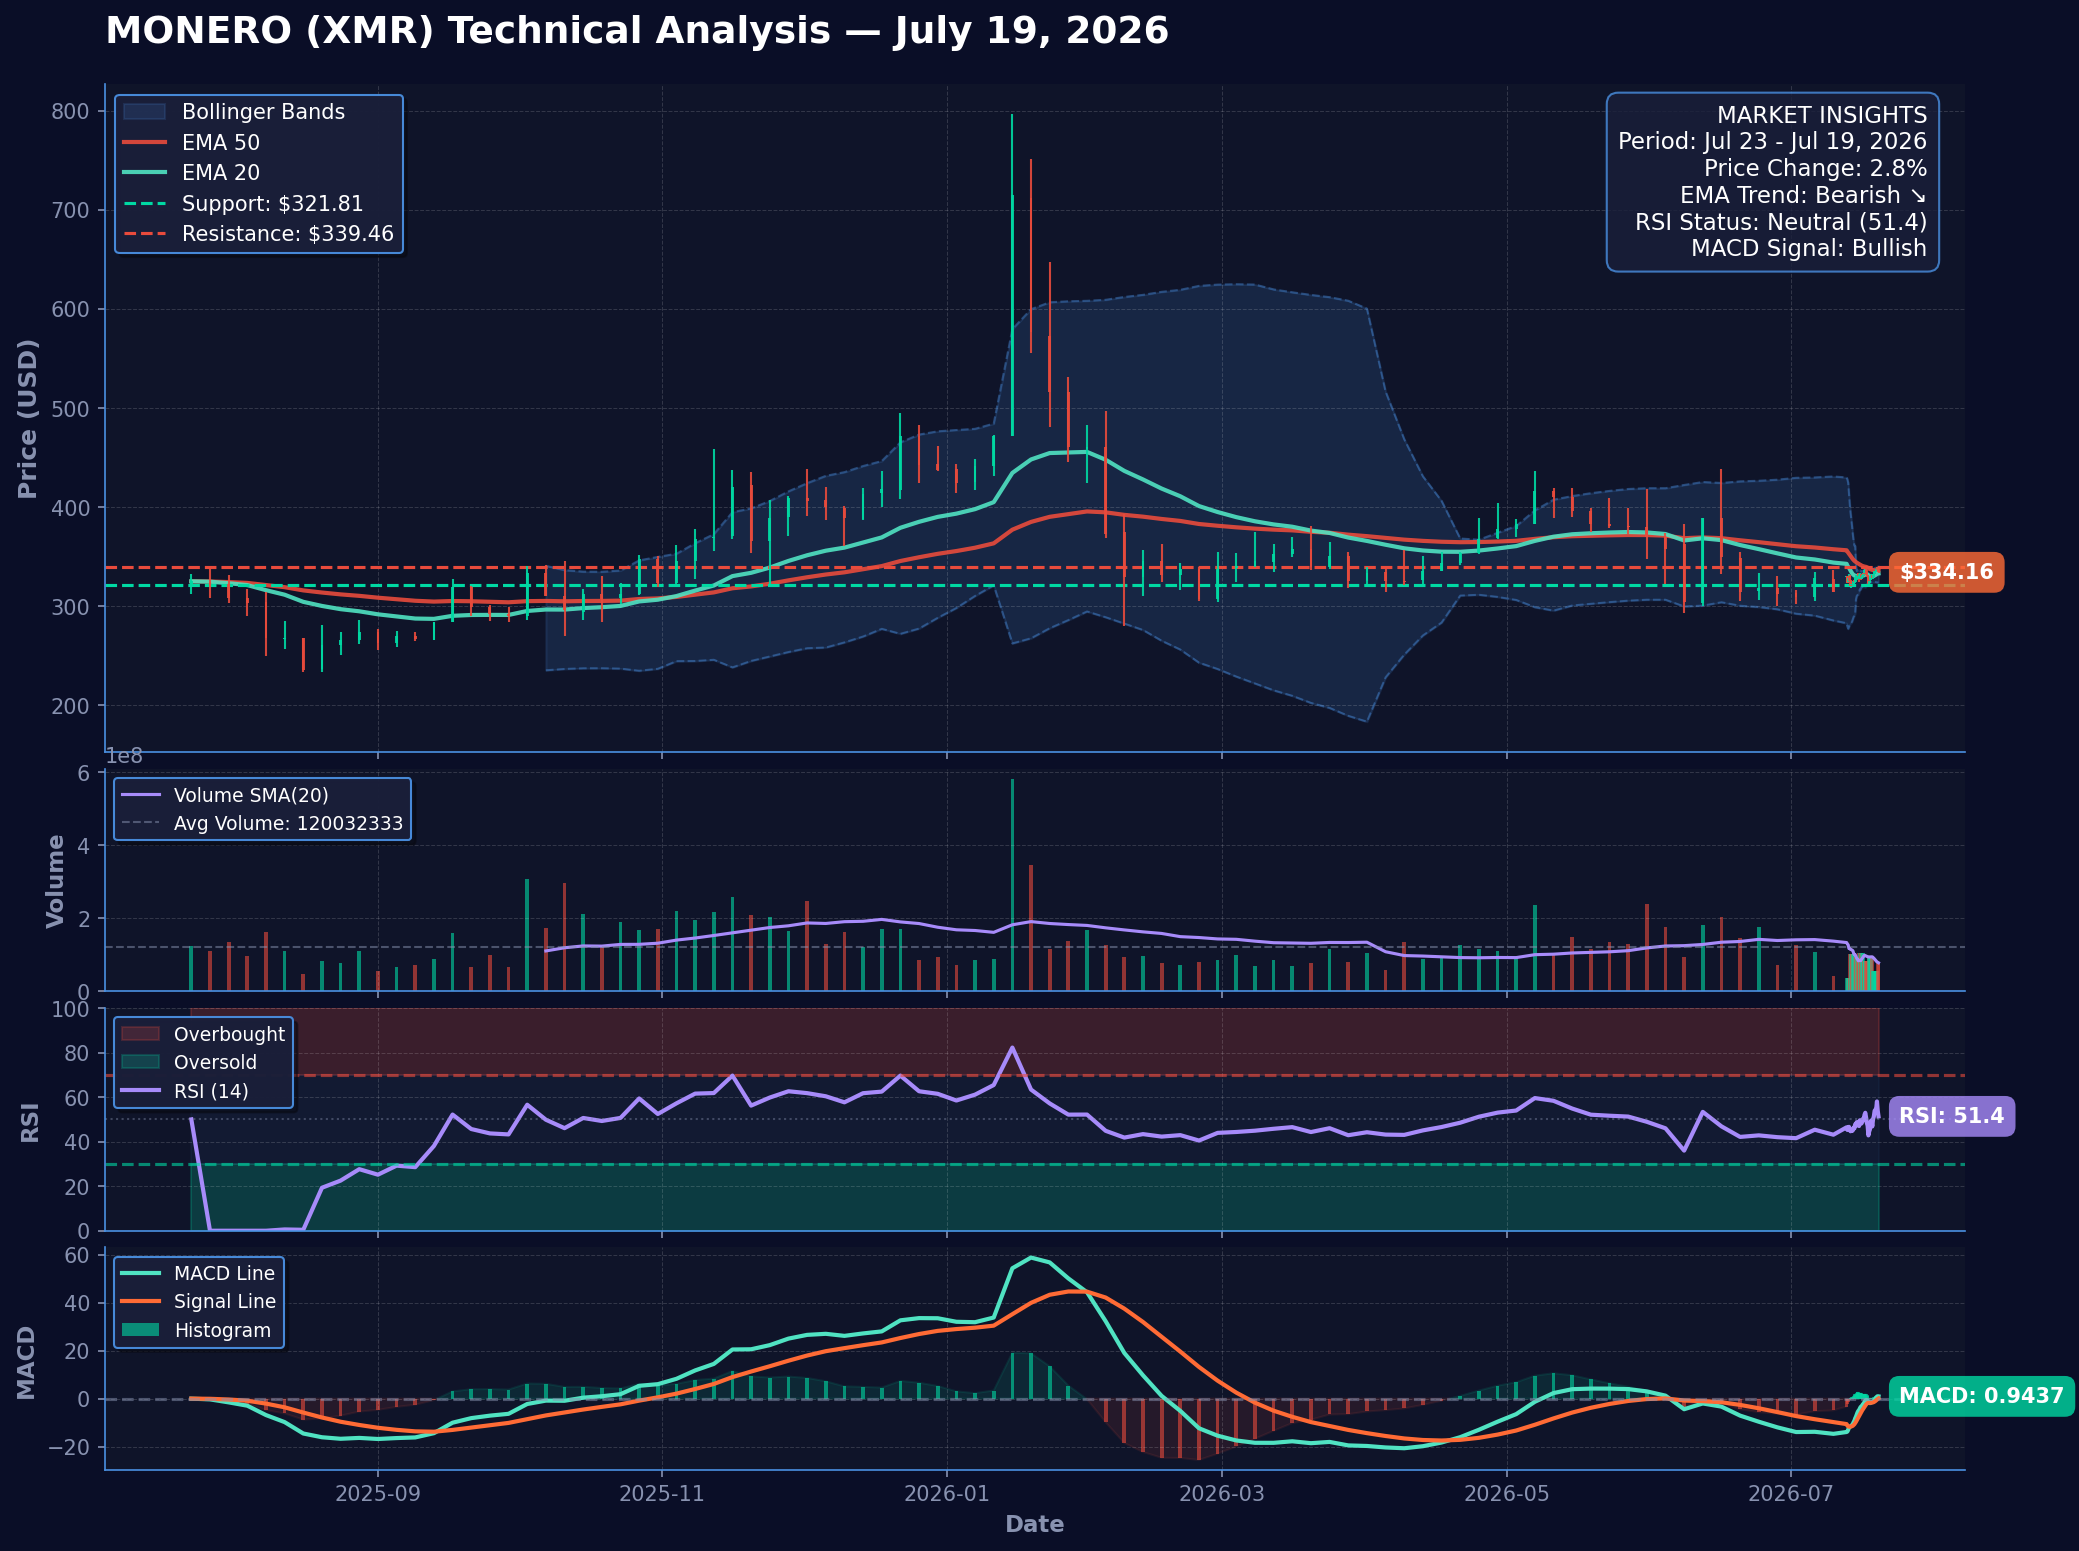 MONERO (XMR) Technical Analysis — July 19, 2026
Price (USD)
800
700
600
500
400
300
200
Bollinger Bands
EMA 50
EMA 20
Support: $321.81
Resistance: $339.46
MARKET INSIGHTS
Period: Jul 23 - Jul 19, 2026
Price Change: 2.8%
EMA Trend: Bearish ↘
RSI Status: Neutral (51.4)
MACD Signal: Bullish
$334.16
1e8
Volume
6
4
2
0
Volume SMA(20)
Avg Volume: 120032333
RSI
100
80
60
40
20
0
Overbought
Oversold
RSI (14)
RSI: 51.4
MACD
60
40
20
0
−20
MACD Line
Signal Line
Histogram
MACD: 0.9437
2025-09
2025-11
2026-01
2026-03
2026-05
2026-07
Date